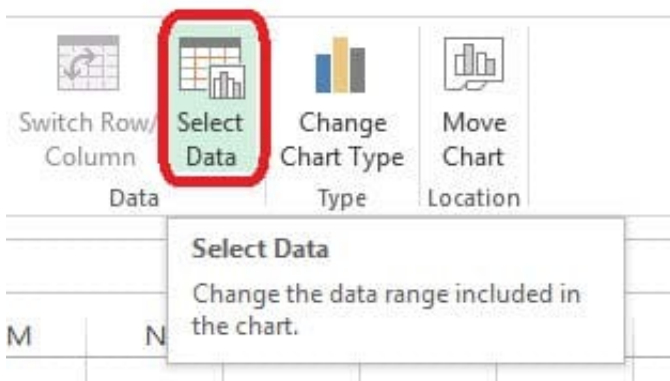 Switch Row/
Column
Select
Data
Change
Chart Type
Move
Chart
Data
Type
Location
Select Data
Change the data range included in
the chart.
M
N